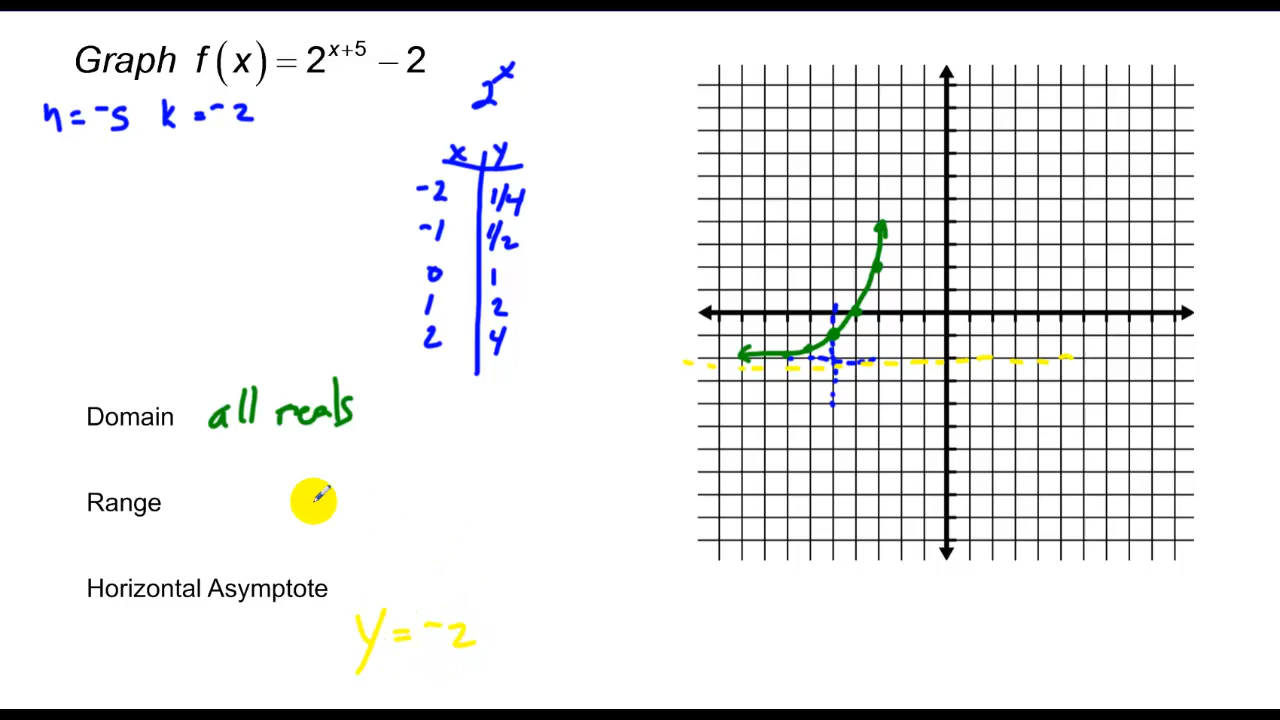 Graph f(x) = 2^{x+5} − 2
h = -5 k = -2
2^x
x y
-2 1/4
-1 1/2
0 1
1 2
2 4
Domain all reals
Range
Horizontal Asymptote
y = -2